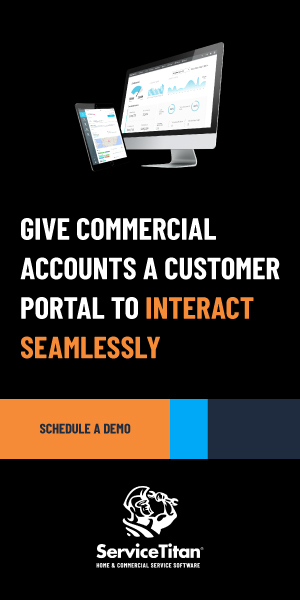 GIVE COMMERCIAL
ACCOUNTS A CUSTOMER
PORTAL TO INTERACT
SEAMLESSLY
SCHEDULE A DEMO
ServiceTitan®
HOME & COMMERCIAL SERVICE SOFTWARE